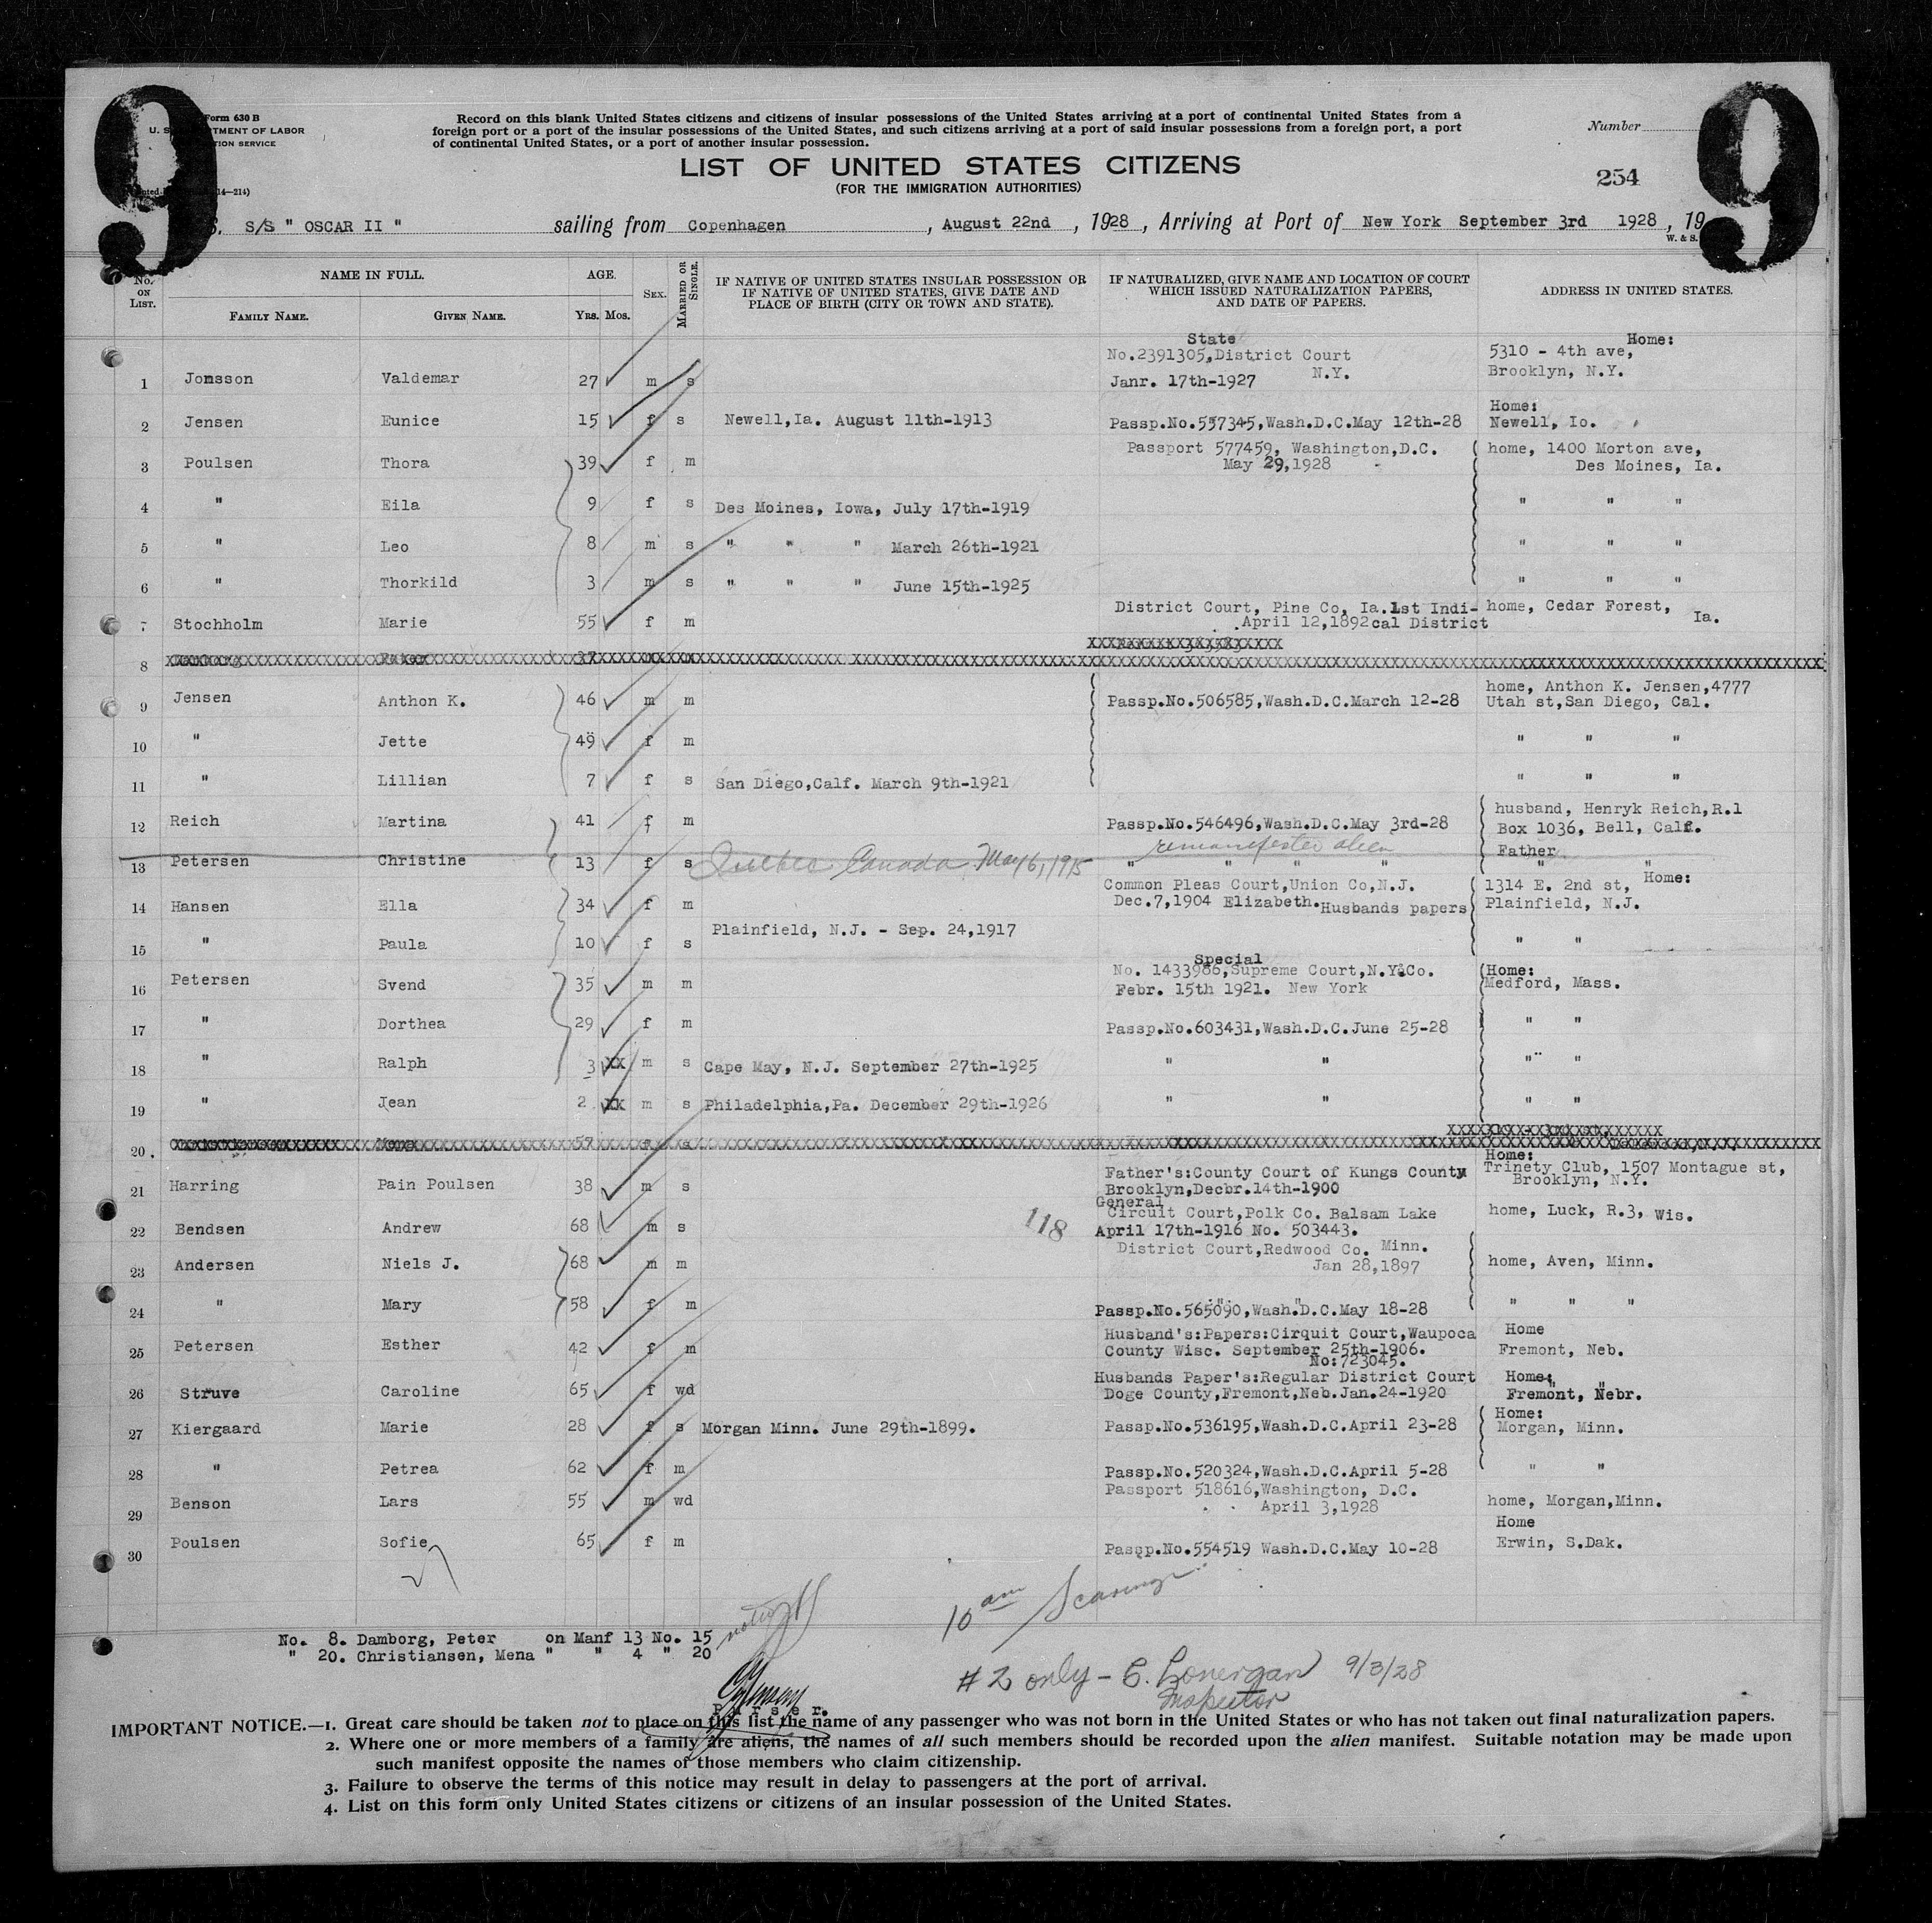 9 9
Form 630 B
U. S. DEPARTMENT OF LABOR
Record on this blank United States citizens and citizens of insular possessions of the United States arriving at a port of continental United States from a
foreign port or a port of the insular possessions of the United States, and such citizens arriving at a port of said insular possessions from a foreign port, a port
of continental United States, or a port of another insular possession.
Number
LIST OF UNITED STATES CITIZENS
(FOR THE IMMIGRATION AUTHORITIES)
254
S/S " OSCAR II " sailing from Copenhagen, August 22nd, 1928, Arriving at Port of New York September 3rd 1928, 19
W. & S.
No. ON LIST. NAME IN FULL. FAMILY NAME. GIVEN NAME. AGE. Yrs. Mos. SEX. MARRIED OR SINGLE. IF NATIVE OF UNITED STATES INSULAR POSSESSION OR IF NATIVE OF UNITED STATES, GIVE DATE AND PLACE OF BIRTH (CITY OR TOWN AND STATE). IF NATURALIZED, GIVE NAME AND LOCATION OF COURT WHICH ISSUED NATURALIZATION PAPERS, AND DATE OF PAPERS. ADDRESS IN UNITED STATES.
1 Jonsson Valdemar 27 m s State No.2391305,District Court N.Y. Janr. 17th-1927 Home: 5310 - 4th ave, Brooklyn, N.Y.
2 Jensen Eunice 15 f s Newell,Ia. August 11th-1913 Passp.No.557345,Wash.D.C.May 12th-28 Home: Newell, Io.
3 Poulsen Thora 39 f m Passport 577459, Washington,D.C. May 29,1928 home, 1400 Morton ave, Des Moines, Ia.
4 " Eila 9 f s Des Moines, Iowa, July 17th-1919 " " "
5 " Leo 8 m s " " " March 26th-1921 " " "
6 " Thorkild 3 m s " " " June 15th-1925 " " "
7 Stochholm Marie 55 f m District Court, Pine Co, Ia.1st Indi- April 12,1892cal District home, Cedar Forest, Ia.
8
9 Jensen Anthon K. 46 m m Passp.No.506585,Wash.D.C.March 12-28 home, Anthon K. Jensen,4777 Utah st,San Diego, Cal.
10 " Jette 49 f m " " "
11 " Lillian 7 f s San Diego,Calf. March 9th-1921 " " "
12 Reich Martina 41 f m Passp.No.546496,Wash.D.C.May 3rd-28 husband, Henryk Reich,R.1 Box 1036, Bell, Calf.
13 Petersen Christine 13 f s Quebec Canada May 6, 1915 remanifested alien " " " " Father " "
14 Hansen Ella 34 f m Common Pleas Court,Union Co,N.J. Dec.7,1904 Elizabeth.Husbands papers Home: 1314 E. 2nd st, Plainfield, N.J.
15 " Paula 10 f s Plainfield, N.J. - Sep. 24,1917 " "
16 Petersen Svend 35 m m Special No. 1433986,Supreme Court,N.Y.Co. Febr. 15th 1921. New York Home: Medford, Mass.
17 " Dorthea 29 f m Passp.No.603431,Wash.D.C.June 25-28 " "
18 " Ralph 3 XX m s Cape May, N.J. September 27th-1925 " " " "
19 " Jean 2 XX m s Philadelphia,Pa. December 29th-1926 " " " "
20.
21 Harring Pain Poulsen 38 m s Father's:County Court of Kungs County Brooklyn,Decbr.14th-1900 Home: Trinety Club, 1507 Montague st, Brooklyn, N.Y.
22 Bendsen Andrew 68 m s 118 General Circuit Court,Polk Co. Balsam Lake April 17th-1916 No. 503443. home, Luck, R.3, Wis.
23 Andersen Niels J. 68 m m District Court,Redwood Co. Minn. Jan 28,1897 home, Aven, Minn.
24 " Mary 58 f m Passp.No.565090,Wash.D.C.May 18-28 " " "
25 Petersen Esther 42 f m Husband's:Papers:Cirquit Court,Waupoca County Wisc. September 25th-1906. No:723045. Home Fremont, Neb.
26 Struve Caroline 65 f wd Husbands Paper's:Regular District Court Doge County,Fremont,Neb.Jan.24-1920 Home: Fremont, Nebr.
27 Kiergaard Marie 28 f s Morgan Minn. June 29th-1899. Passp.No.536195,Wash.D.C.April 23-28 Home: Morgan, Minn.
28 " Petrea 62 f m Passp.No.520324,Wash.D.C.April 5-28 " "
29 Benson Lars 55 m wd Passport 518616,Washington, D.C. April 3,1928 home, Morgan,Minn.
30 Poulsen Sofie 65 f m Passp.No.554519 Wash.D.C.May 10-28 Home Erwin, S.Dak.
10 am
No. 8. Damborg, Peter on Manf 13 No. 15
" 20. Christiansen, Mena " " 4 " 20
#2 only - C. Lonergan 9/3/28
Inspector
Purser.
IMPORTANT NOTICE.—1. Great care should be taken not to place on this list the name of any passenger who was not born in the United States or who has not taken out final naturalization papers.
2. Where one or more members of a family are aliens, the names of all such members should be recorded upon the alien manifest. Suitable notation may be made upon
such manifest opposite the names of those members who claim citizenship.
3. Failure to observe the terms of this notice may result in delay to passengers at the port of arrival.
4. List on this form only United States citizens or citizens of an insular possession of the United States.